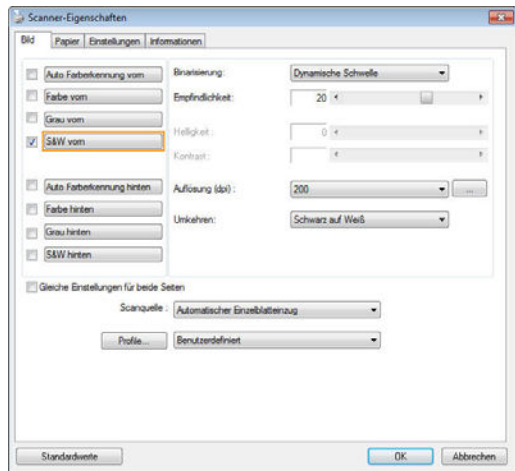 Scanner-Eigenschaften
Bild Papier Einstellungen Informationen
Auto Farberkennung vorn
Farbe vorn
Grau vorn
S&W vorn
Auto Farberkennung hinten
Farbe hinten
Grau hinten
S&W hinten
Binarisierung: Dynamische Schwelle
Empfindlichkeit: 20
Helligkeit: 0
Kontrast:
Auflösung (dpi) : 200 ...
Umkehren: Schwarz auf Weiß
Gleiche Einstellungen für beide Seiten
Scanquelle : Automatischer Einzelblatteinzug
Profile... Benutzerdefiniert
Standardwerte OK Abbrechen